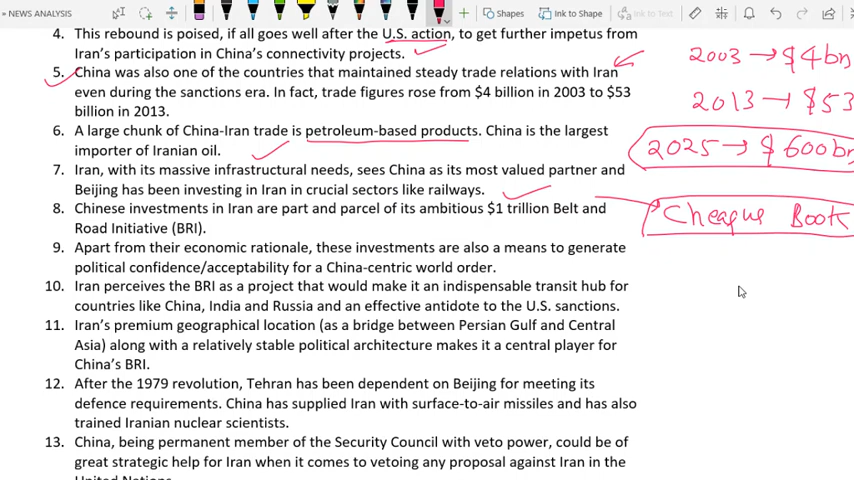 » NEWS ANALYSIS
Shapes
Ink to Shape
Ink to Text
4. This rebound is poised, if all goes well after the U.S. action, to get further impetus from
Iran's participation in China's connectivity projects.
5. China was also one of the countries that maintained steady trade relations with Iran
even during the sanctions era. In fact, trade figures rose from $4 billion in 2003 to $53
billion in 2013.
6. A large chunk of China-Iran trade is petroleum-based products. China is the largest
importer of Iranian oil.
7. Iran, with its massive infrastructural needs, sees China as its most valued partner and
Beijing has been investing in Iran in crucial sectors like railways.
8. Chinese investments in Iran are part and parcel of its ambitious $1 trillion Belt and
Road Initiative (BRI).
9. Apart from their economic rationale, these investments are also a means to generate
political confidence/acceptability for a China-centric world order.
10. Iran perceives the BRI as a project that would make it an indispensable transit hub for
countries like China, India and Russia and an effective antidote to the U.S. sanctions.
11. Iran's premium geographical location (as a bridge between Persian Gulf and Central
Asia) along with a relatively stable political architecture makes it a central player for
China's BRI.
12. After the 1979 revolution, Tehran has been dependent on Beijing for meeting its
defence requirements. China has supplied Iran with surface-to-air missiles and has also
trained Iranian nuclear scientists.
13. China, being permanent member of the Security Council with veto power, could be of
great strategic help for Iran when it comes to vetoing any proposal against Iran in the
United Nations.
2003 → $4bn
2013 → $53
2025 → $600bn
Cheaque Book